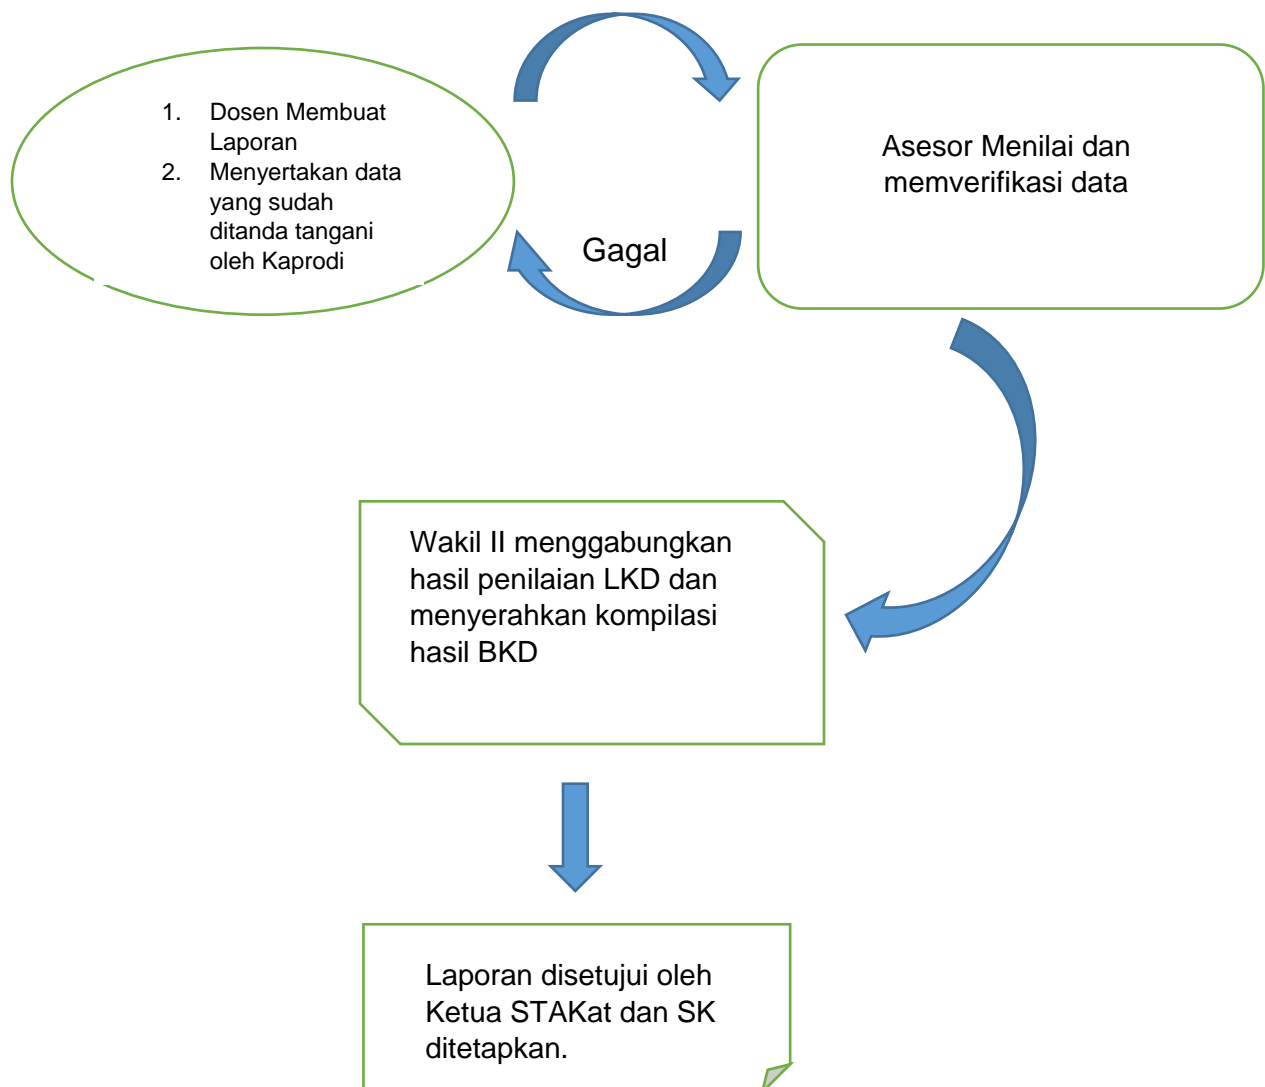 1. Dosen Membuat
Laporan
2. Menyertakan data
yang sudah
ditanda tangani
oleh Kaprodi
Gagal
Asesor Menilai dan
memverifikasi data
Wakil II menggabungkan
hasil penilaian LKD dan
menyerahkan kompilasi
hasil BKD
Laporan disetujui oleh
Ketua STAKat dan SK
ditetapkan.